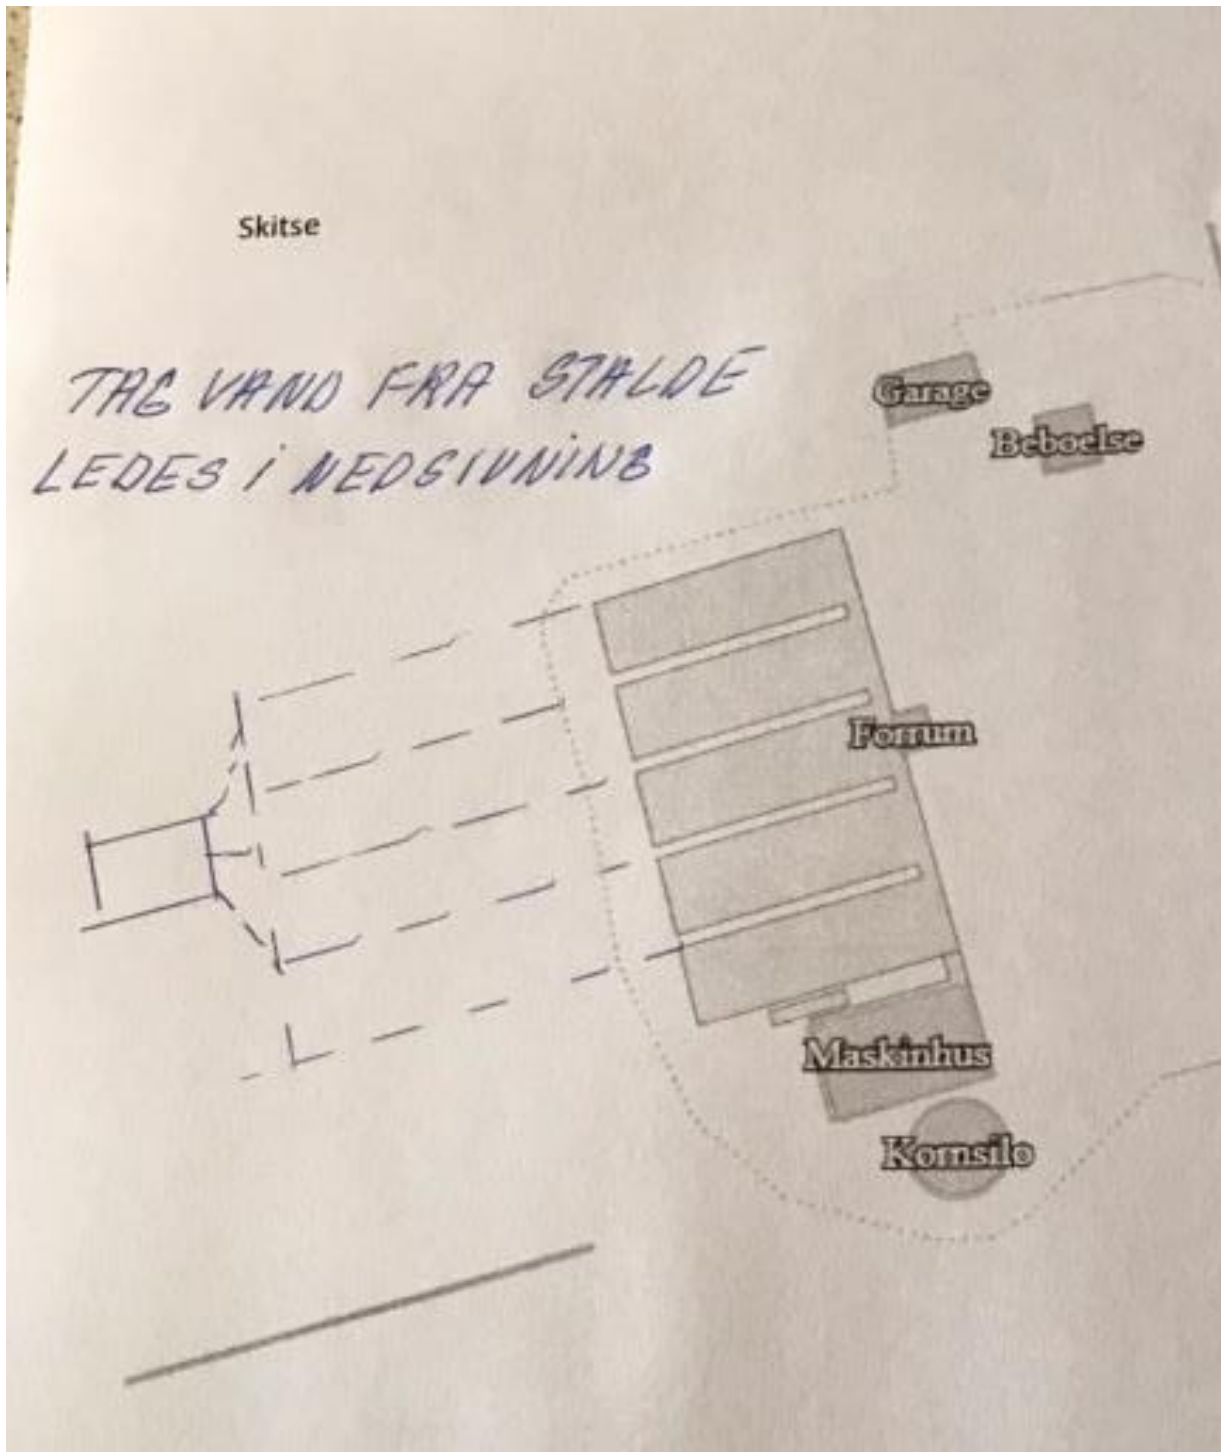 Skitse
TAG VAND FRA STALDE
LEDES i NEDSIVNING
Garage
Beboelse
Forrum
Maskinhus
Kornsilo